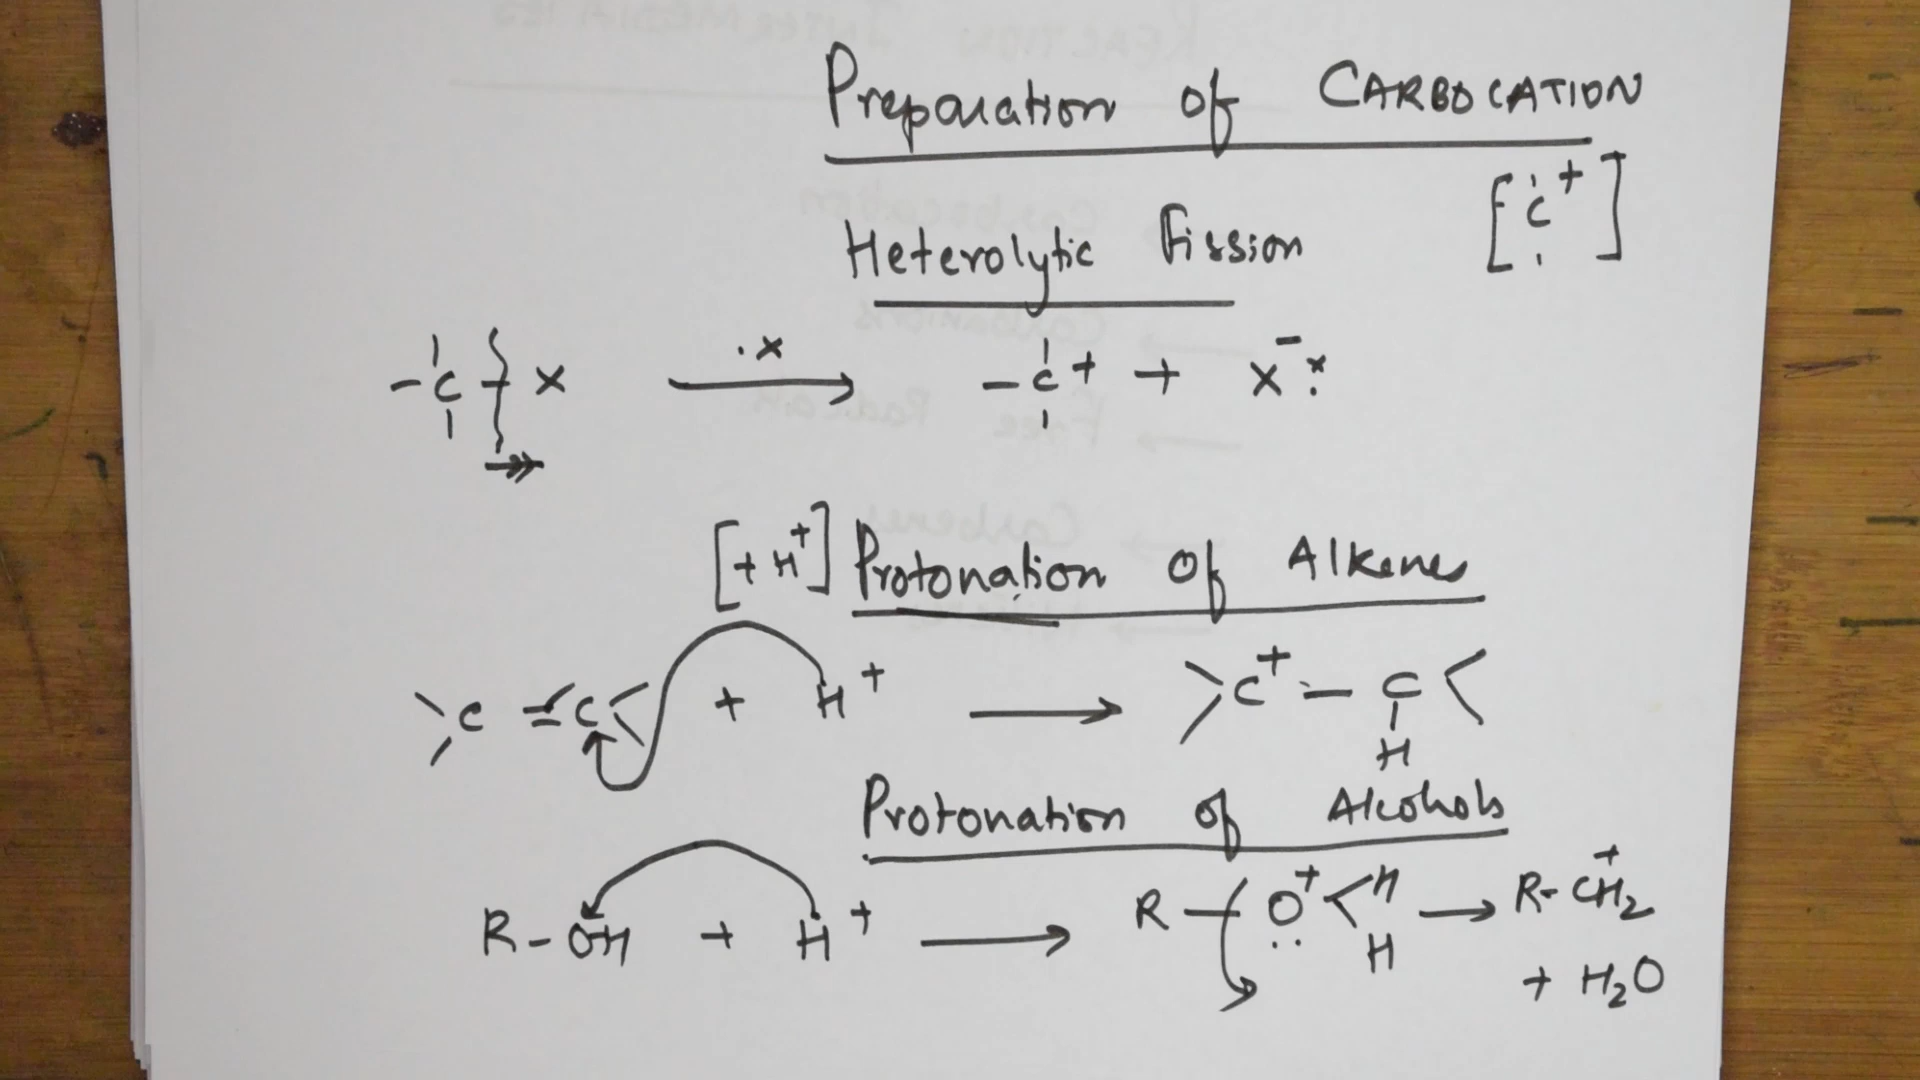 Preparation of CARBOCATION
[C+]
Heterolytic Fission
-C-X → -C+ + X-
.x
[+ H+] Protonation of Alkenes
C = C + H+ → C+ - C
H
Protonation of Alcohols
R-OH + H+ → R-O+ H → R-CH2+
H
+ H2O